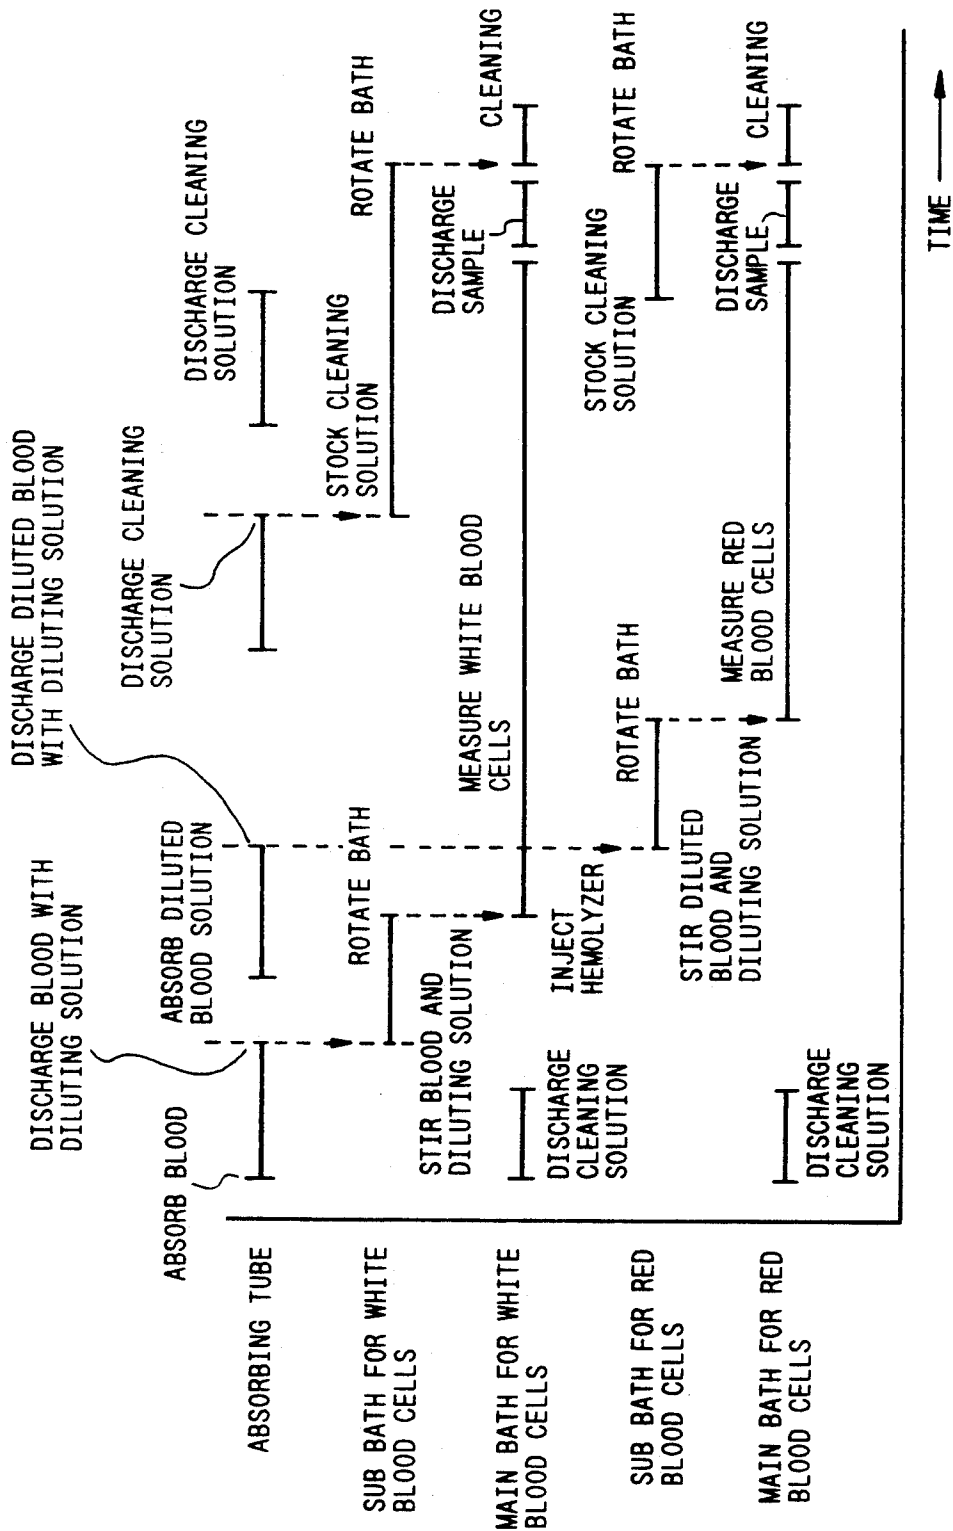 DISCHARGE DILUTED BLOOD
WITH DILUTING SOLUTION
DISCHARGE BLOOD WITH
DILUTING SOLUTION
ABSORB BLOOD
ABSORB DILUTED
BLOOD SOLUTION
DISCHARGE CLEANING
SOLUTION
DISCHARGE CLEANING
SOLUTION
ABSORBING TUBE
ROTATE BATH
STOCK CLEANING
SOLUTION
ROTATE BATH
SUB BATH FOR WHITE
BLOOD CELLS
STIR BLOOD AND
DILUTING SOLUTION
MEASURE WHITE BLOOD
CELLS
DISCHARGE
SAMPLE
CLEANING
MAIN BATH FOR WHITE
BLOOD CELLS
DISCHARGE
CLEANING
SOLUTION
INJECT
HEMOLYZER
ROTATE BATH
STOCK CLEANING
SOLUTION
ROTATE BATH
SUB BATH FOR RED
BLOOD CELLS
STIR DILUTED
BLOOD AND
DILUTING SOLUTION
MEASURE RED
BLOOD CELLS
DISCHARGE
SAMPLE
CLEANING
MAIN BATH FOR RED
BLOOD CELLS
DISCHARGE
CLEANING
SOLUTION
TIME